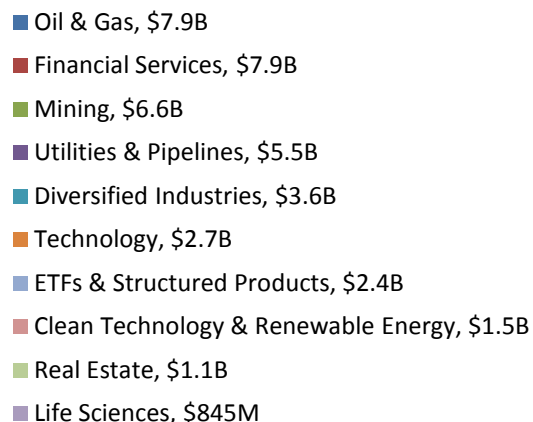 Oil & Gas, $7.9B
Financial Services, $7.9B
Mining, $6.6B
Utilities & Pipelines, $5.5B
Diversified Industries, $3.6B
Technology, $2.7B
ETFs & Structured Products, $2.4B
Clean Technology & Renewable Energy, $1.5B
Real Estate, $1.1B
Life Sciences, $845M